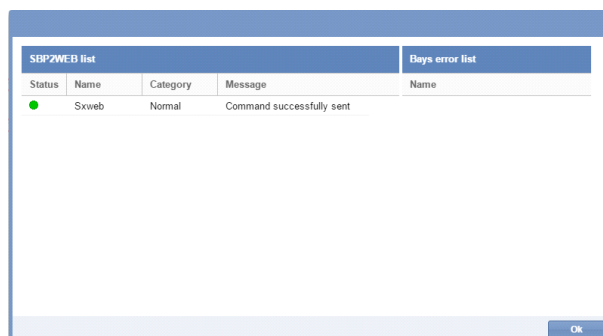 SBP2WEB list Bays error list
Status Name Category Message Name
Sxweb Normal Command successfully sent
Ok